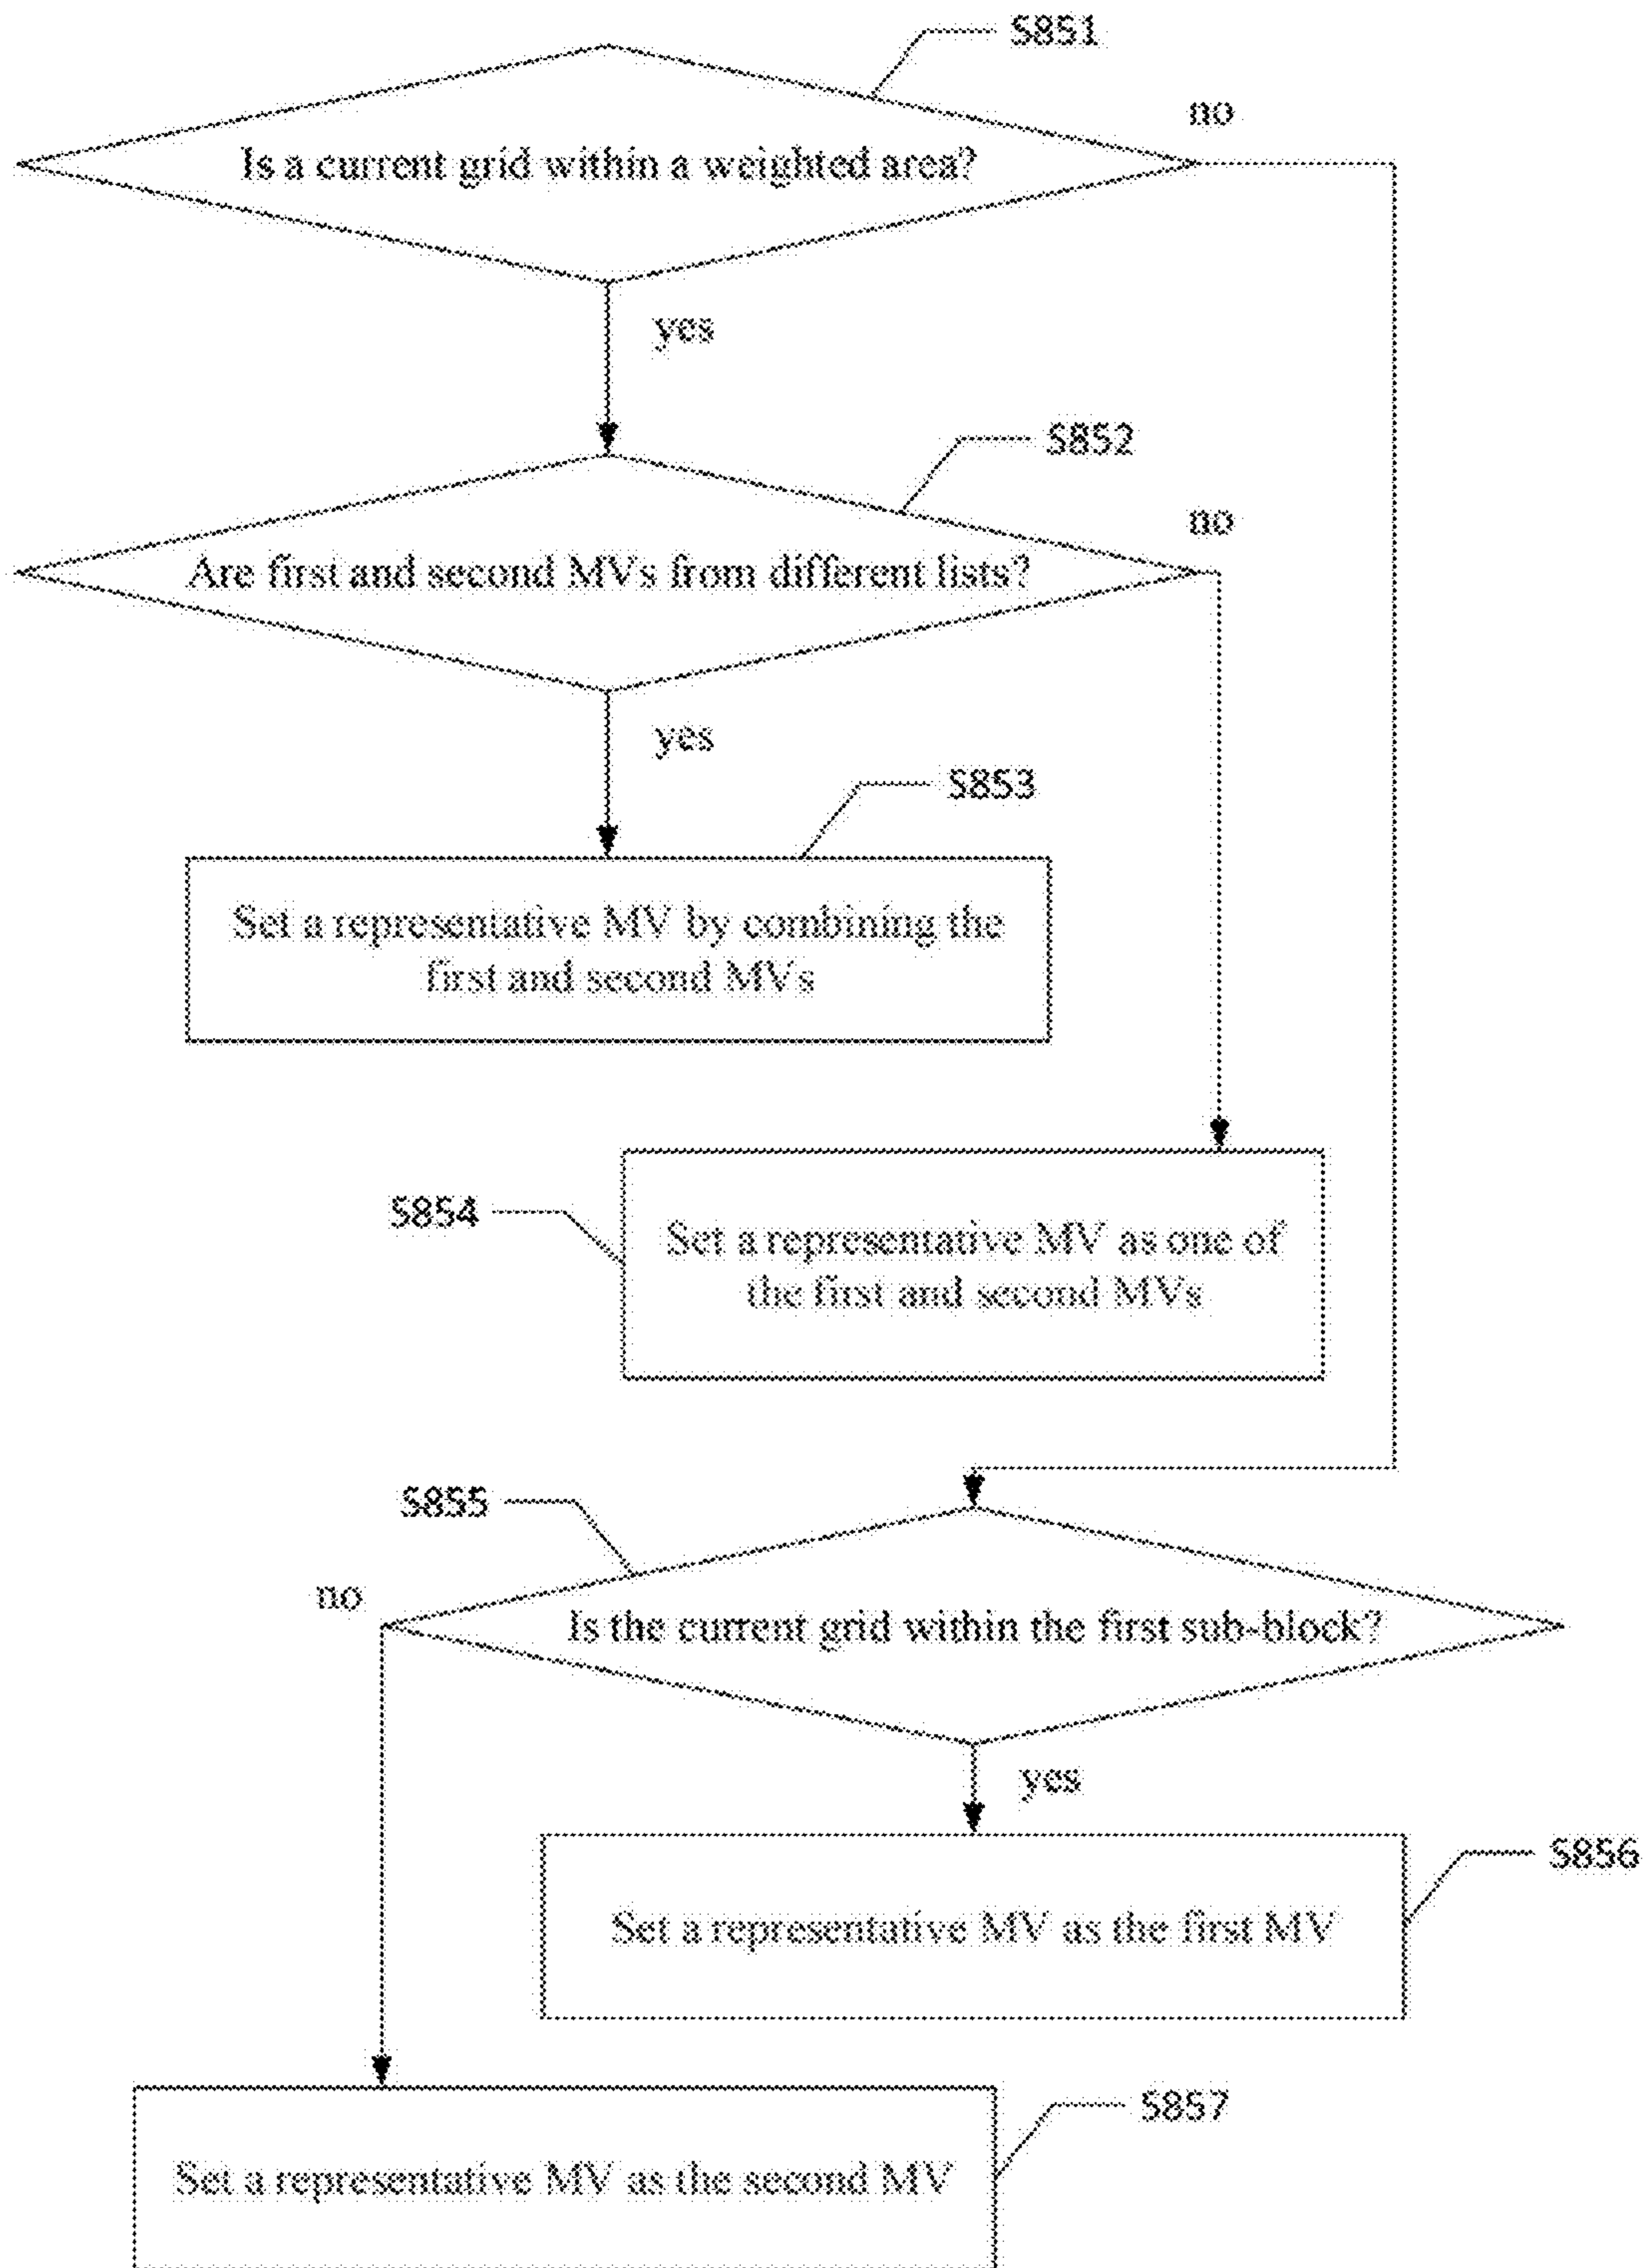 S851
no
Is a current grid within a weighted area?
yes
S852
no
Are first and second MVs from different lists?
yes
S853
Set a representative MV by combining the
first and second MVs
S854
Set a representative MV as one of
the first and second MVs
S855
no
Is the current grid within the first sub-block?
yes
S856
Set a representative MV as the first MV
S857
Set a representative MV as the second MV